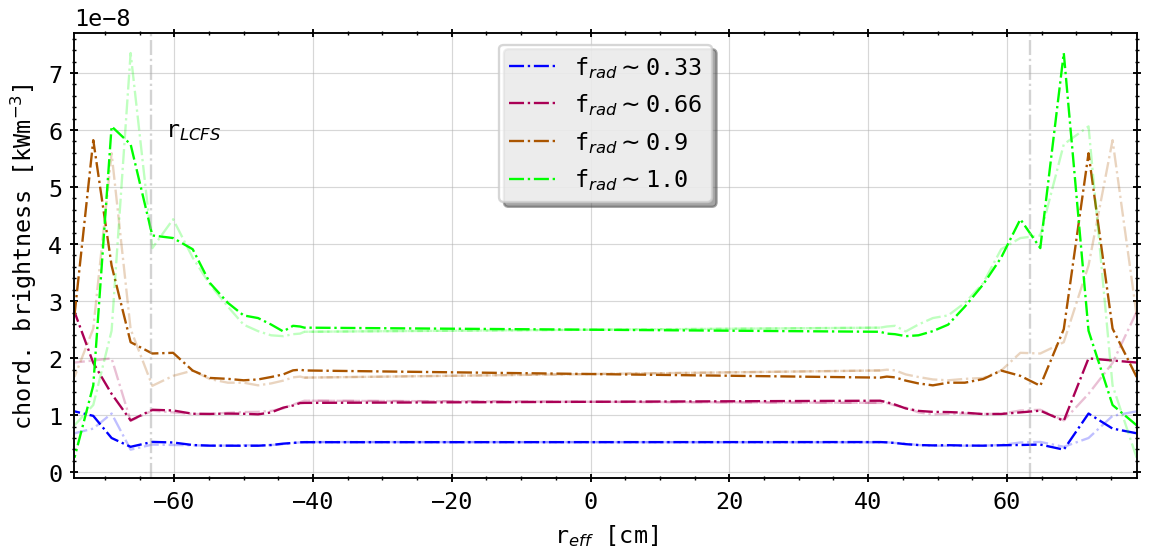 1e−8
chord. brightness [kWm⁻³]
7
6
5
4
3
2
1
0
r_LCFS
f_rad ~ 0.33
f_rad ~ 0.66
f_rad ~ 0.9
f_rad ~ 1.0
−60 −40 −20 0 20 40 60
r_eff [cm]